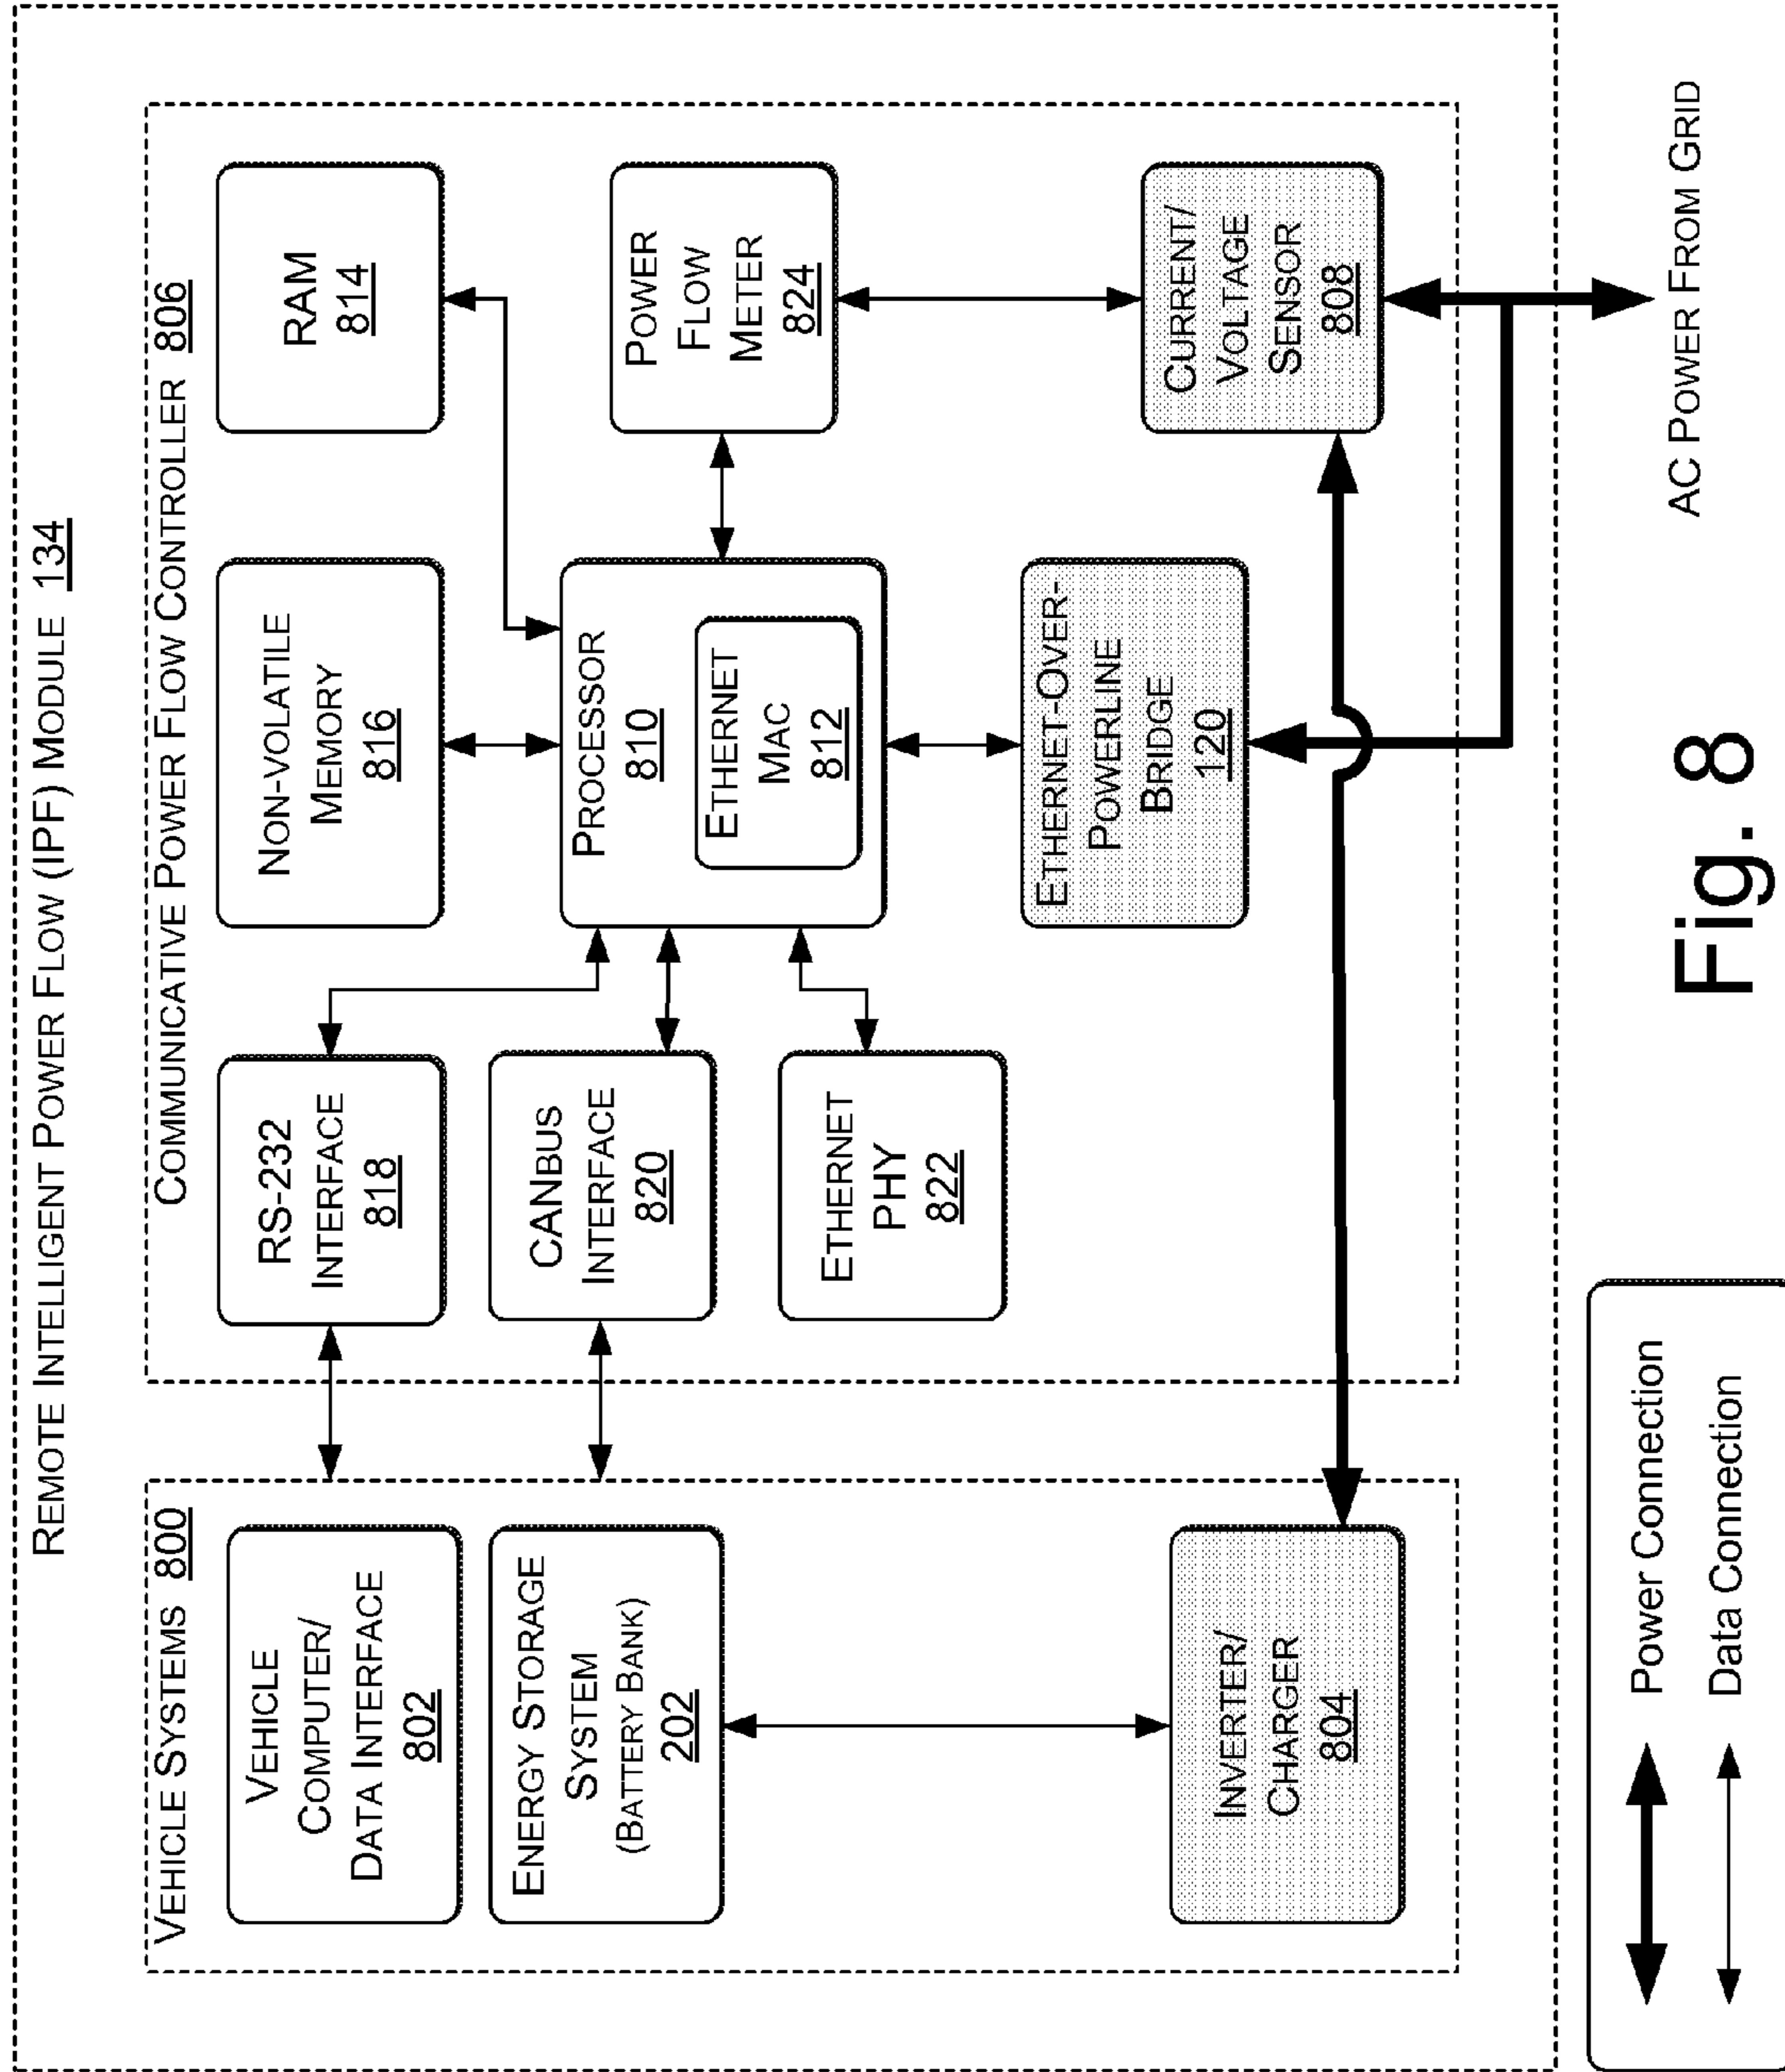 REMOTE INTELLIGENT POWER FLOW (IPF) MODULE 134
VEHICLE SYSTEMS 800
VEHICLE
COMPUTER/
DATA INTERFACE
802
ENERGY STORAGE
SYSTEM
(BATTERY BANK)
202
INVERTER/
CHARGER
804
COMMUNICATIVE POWER FLOW CONTROLLER 806
RS-232
INTERFACE
818
CANBUS
INTERFACE
820
ETHERNET
PHY
822
NON-VOLATILE
MEMORY
816
PROCESSOR
810
ETHERNET
MAC
812
ETHERNET-OVER-
POWERLINE
BRIDGE
120
RAM
814
POWER
FLOW
METER
824
CURRENT/
VOLTAGE
SENSOR
808
AC POWER FROM GRID
Power Connection
Data Connection
Fig. 8